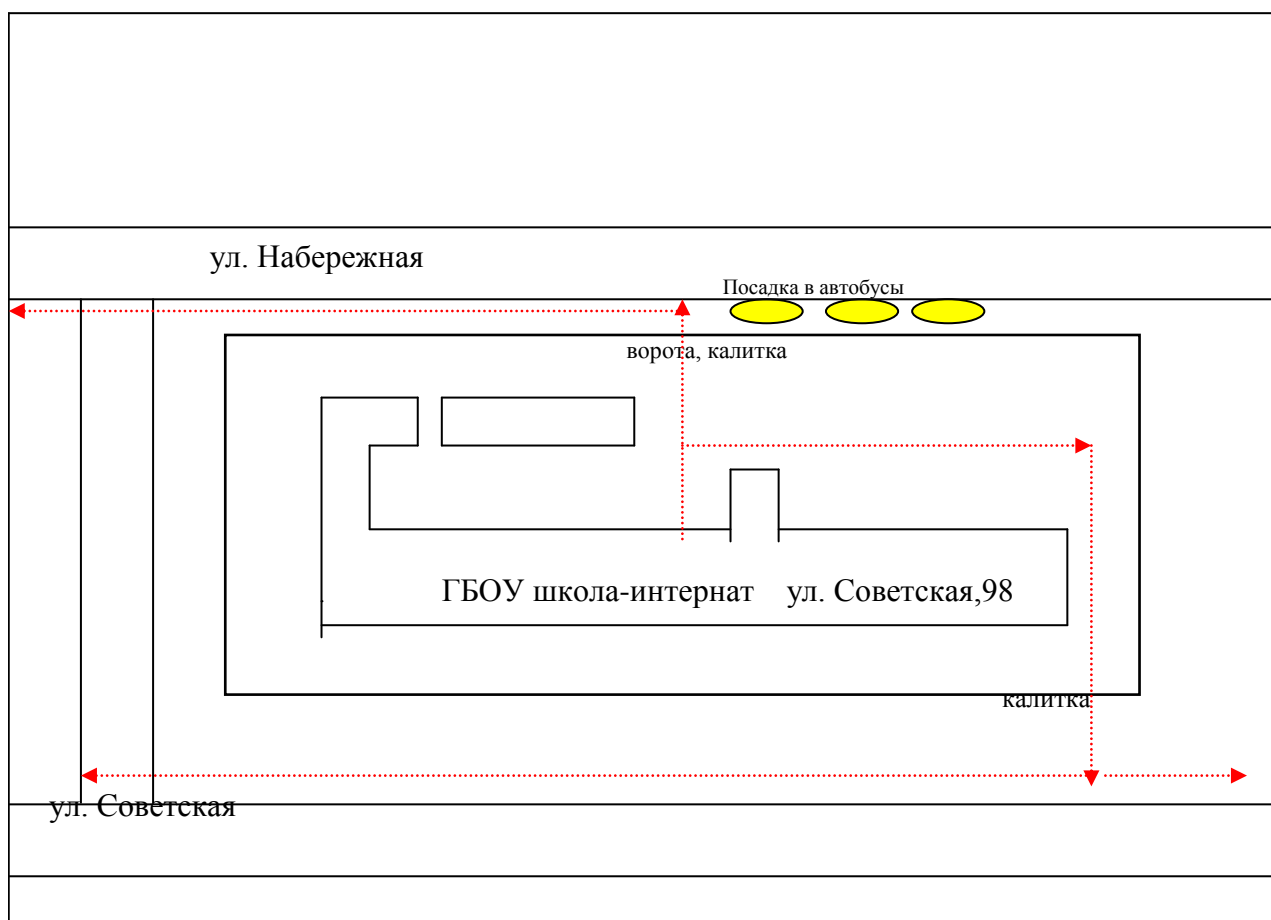 ул. Набережная
Посадка в автобусы
ворота, калитка
ГБОУ школа-интернат ул. Советская,98
калитка
ул. Советская